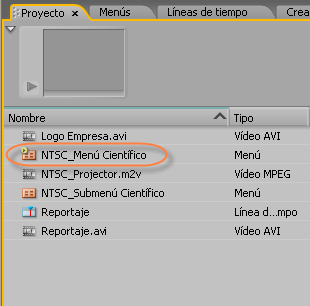 Proyecto × Menús Líneas de tiempo Crea
Nombre Tipo
Logo Empresa.avi Vídeo AVI
NTSC_Menú Científico Menú
NTSC_Projector.m2v Vídeo MPEG
NTSC_Submenú Científico Menú
Reportaje Línea d...mpo
Reportaje.avi Vídeo AVI